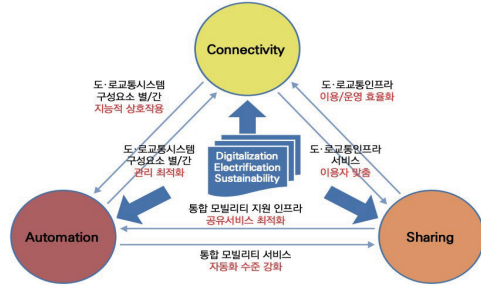 Connectivity
도·로교통시스템
구성요소 별/간
지능적 상호작용
도·로교통인프라
이용/운영 효율화
도·로교통시스템
구성요소 별/간
관리 최적화
Digitalization
Electrification
Sustainability
도·로교통인프라
서비스
이용자 맞춤
통합 모빌리티 지원 인프라
공유서비스 최적화
Automation
Sharing
통합 모빌리티 서비스
자동화 수준 강화